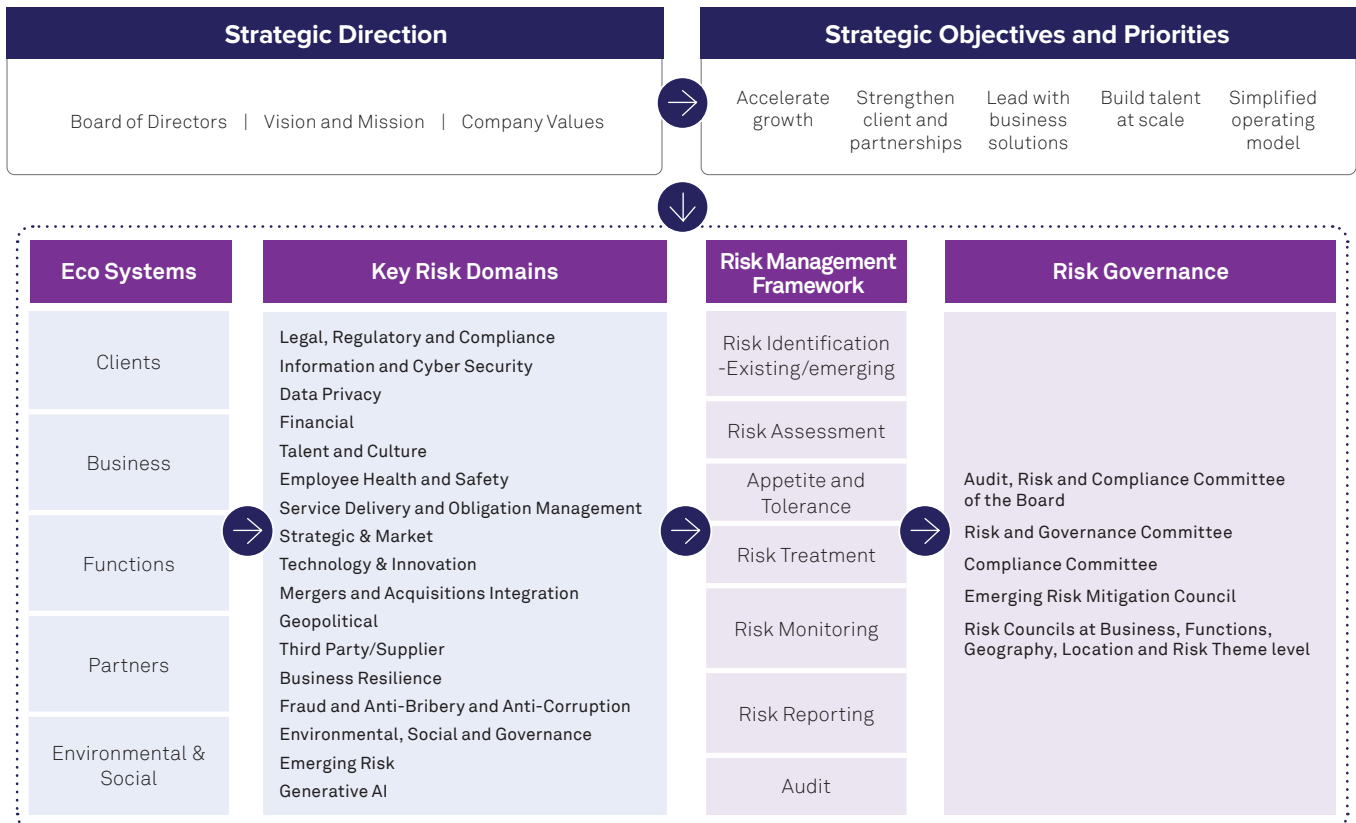 Strategic Direction
Board of Directors | Vision and Mission | Company Values
Strategic Objectives and Priorities
Accelerate
growth
Strengthen
client and
partnerships
Lead with
business
solutions
Build talent
at scale
Simplified
operating
model
Eco Systems
Clients
Business
Functions
Partners
Environmental &
Social
Key Risk Domains
Legal, Regulatory and Compliance
Information and Cyber Security
Data Privacy
Financial
Talent and Culture
Employee Health and Safety
Service Delivery and Obligation Management
Strategic & Market
Technology & Innovation
Mergers and Acquisitions Integration
Geopolitical
Third Party/Supplier
Business Resilience
Fraud and Anti-Bribery and Anti-Corruption
Environmental, Social and Governance
Emerging Risk
Generative AI
Risk Management
Framework
Risk Identification
-Existing/emerging
Risk Assessment
Appetite and
Tolerance
Risk Treatment
Risk Monitoring
Risk Reporting
Audit
Risk Governance
Audit, Risk and Compliance Committee
of the Board
Risk and Governance Committee
Compliance Committee
Emerging Risk Mitigation Council
Risk Councils at Business, Functions,
Geography, Location and Risk Theme level